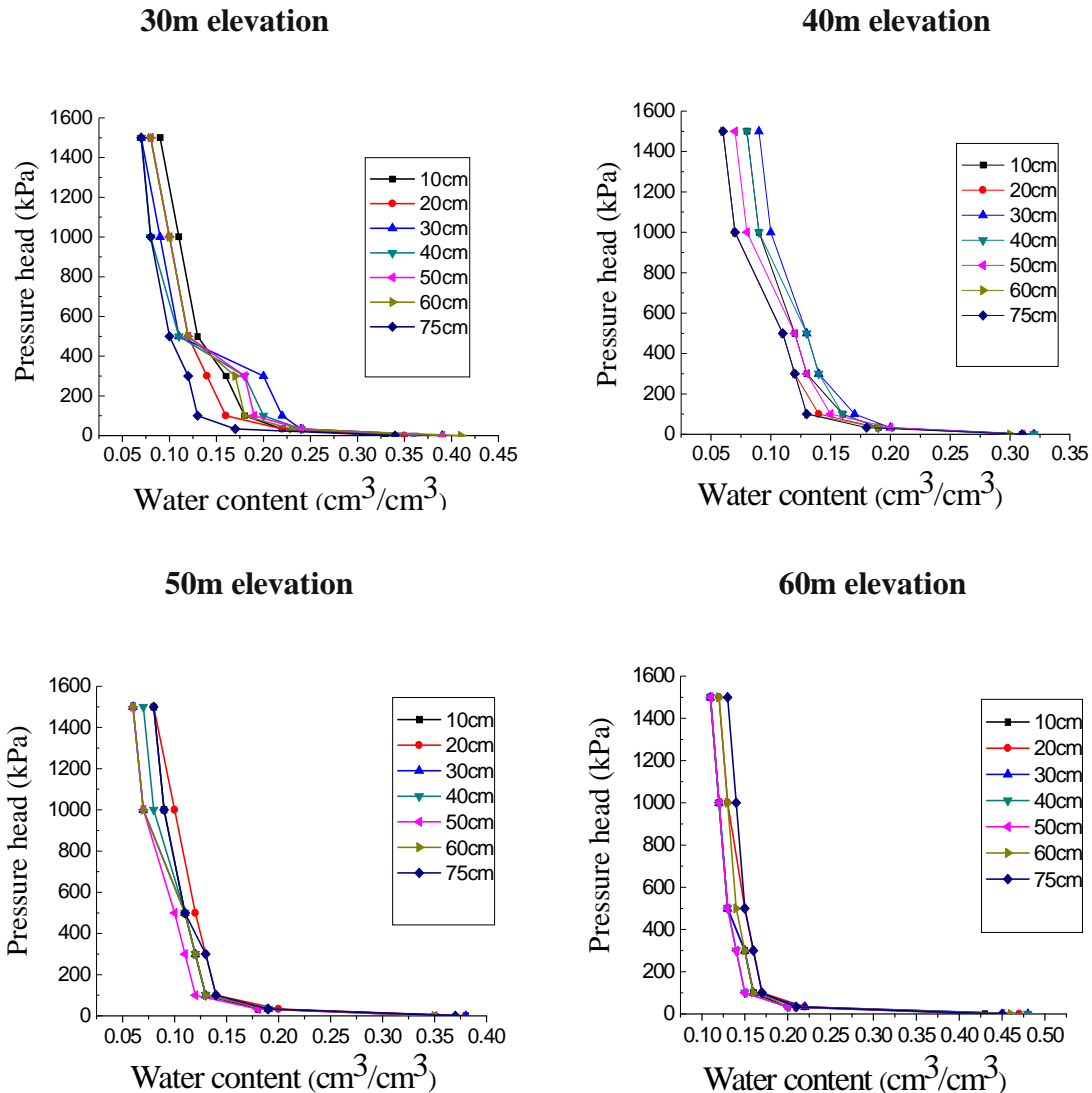 30m elevation
40m elevation
1600
1400
1200
1000
800
600
400
200
0
Pressure head (kPa)
0.05 0.10 0.15 0.20 0.25 0.30 0.35 0.40 0.45
Water content (cm³/cm³)
10cm
20cm
30cm
40cm
50cm
60cm
75cm
1600
1400
1200
1000
800
600
400
200
0
Pressure head (kPa)
0.05 0.10 0.15 0.20 0.25 0.30 0.35
Water content (cm³/cm³)
10cm
20cm
30cm
40cm
50cm
60cm
75cm
50m elevation
60m elevation
1600
1400
1200
1000
800
600
400
200
0
Pressure head (kPa)
0.05 0.10 0.15 0.20 0.25 0.30 0.35 0.40
Water content (cm³/cm³)
10cm
20cm
30cm
40cm
50cm
60cm
75cm
1600
1400
1200
1000
800
600
400
200
0
Pressure head (kPa)
0.10 0.15 0.20 0.25 0.30 0.35 0.40 0.45 0.50
Water content (cm³/cm³)
10cm
20cm
30cm
40cm
50cm
60cm
75cm